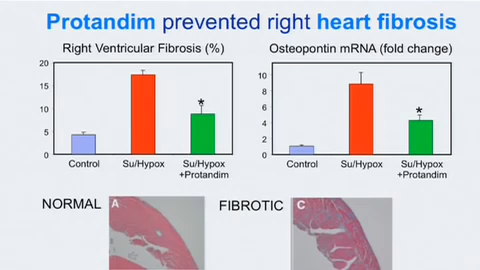 Protandim prevented right heart fibrosis
Right Ventricular Fibrosis (%)
20
15
10
5
0
Control
Su/Hypox
Su/Hypox
+Protandim
*
Osteopontin mRNA (fold change)
10
8
6
4
2
0
Control
Su/Hypox
Su/Hypox
+Protandim
*
NORMAL
A
FIBROTIC
C